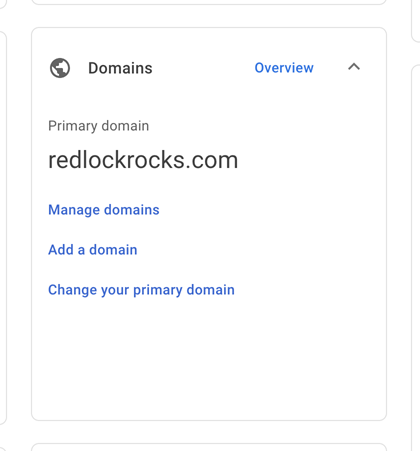 Domains
Overview
Primary domain
redlockrocks.com
Manage domains
Add a domain
Change your primary domain